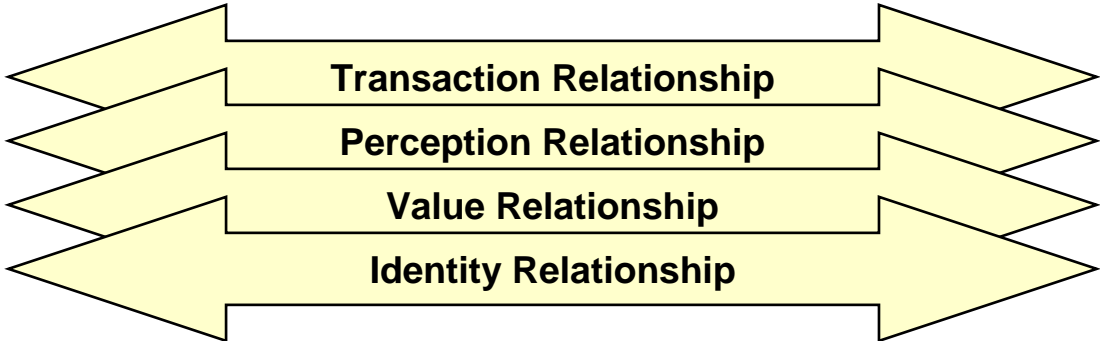 Transaction Relationship
Perception Relationship
Value Relationship
Identity Relationship